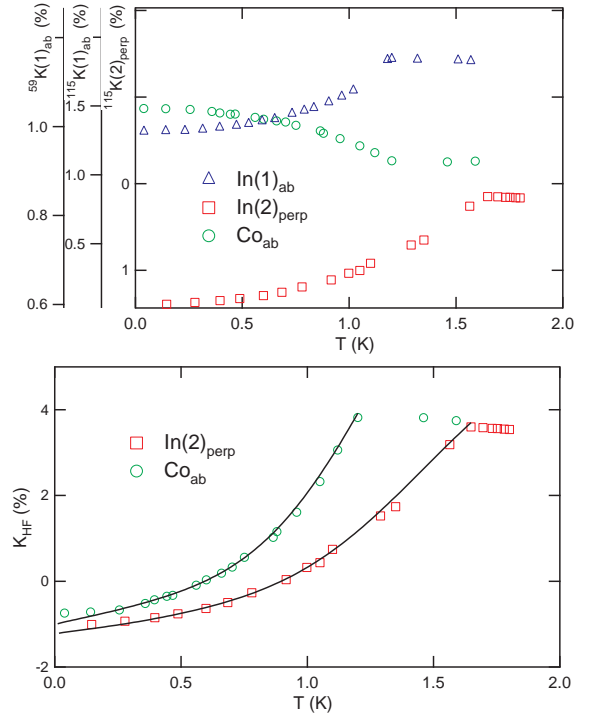 ⁵⁹K(1)ab (%)
¹¹⁵K(1)ab (%)
¹¹⁵K(2)perp (%)
1.0
0.8
0.6
1.5
1.0
0.5
0
1
In(1)ab
In(2)perp
Coab
0.0
0.5
1.0
1.5
2.0
T (K)
KHF (%)
4
2
0
-2
In(2)perp
Coab
0.0
0.5
1.0
1.5
2.0
T (K)